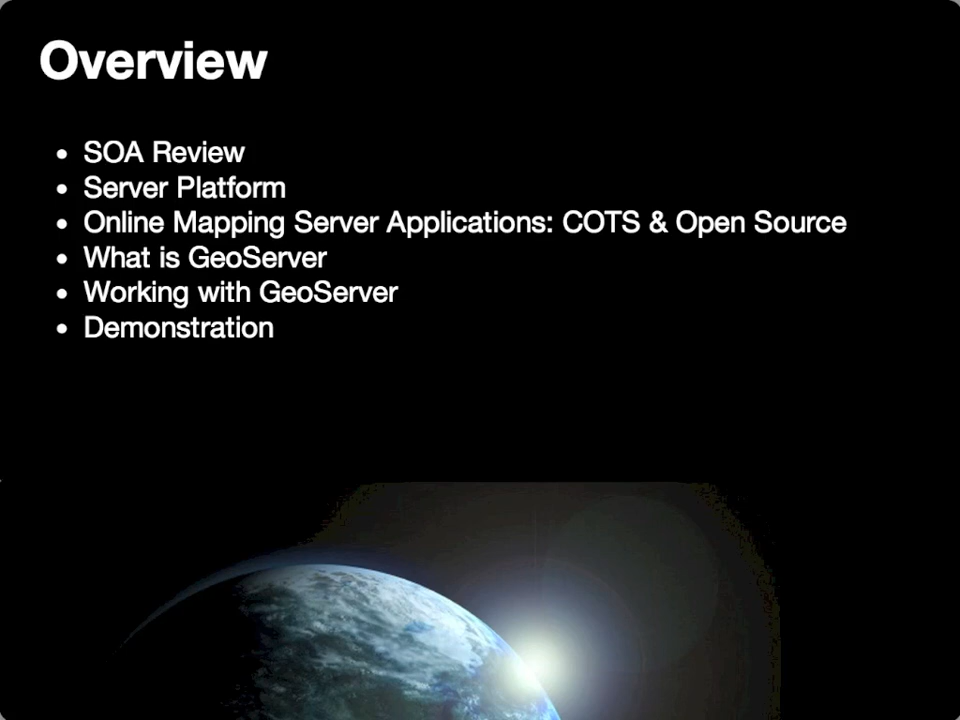 Overview
• SOA Review
• Server Platform
• Online Mapping Server Applications: COTS & Open Source
• What is GeoServer
• Working with GeoServer
• Demonstration